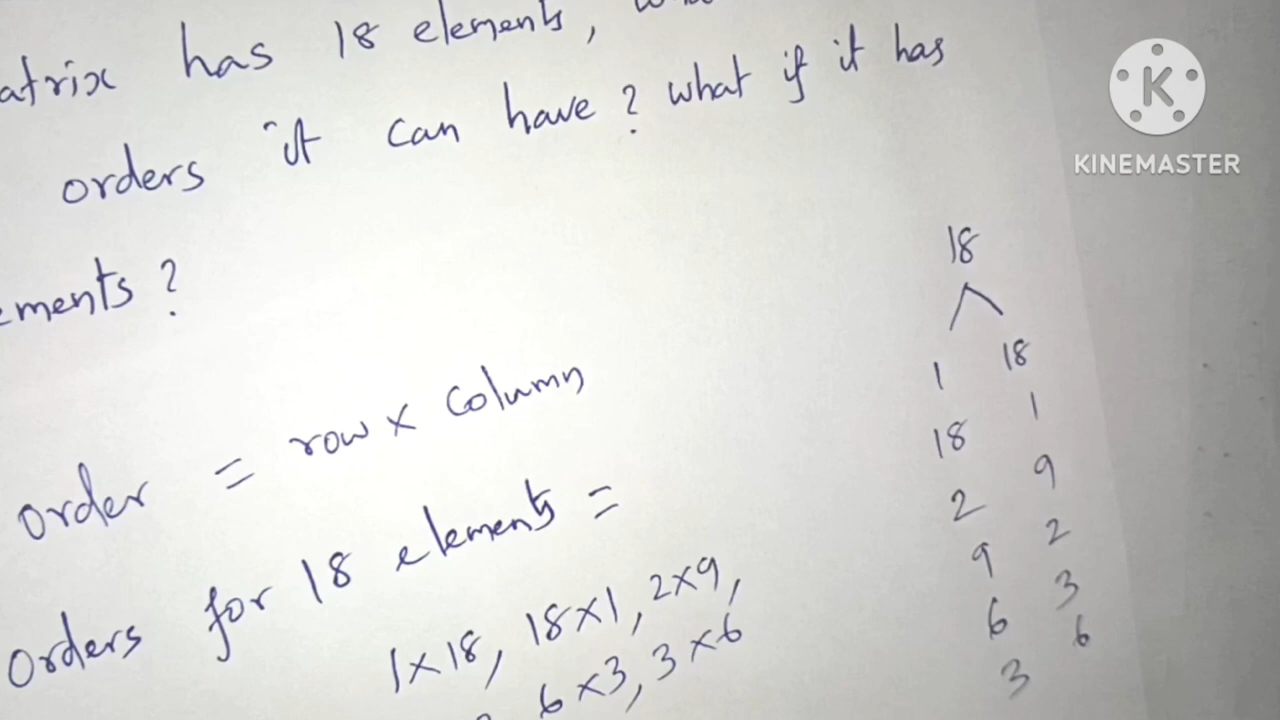 atrix has 18 elements,
orders it can have? what if it has
ements?
order = row x Column
Orders for 18 elements =
1x18, 18x1, 2x9,
6x3, 3x6
18
1 18
18 1
2 9
9 2
6 3
3 6
K
KINEMASTER